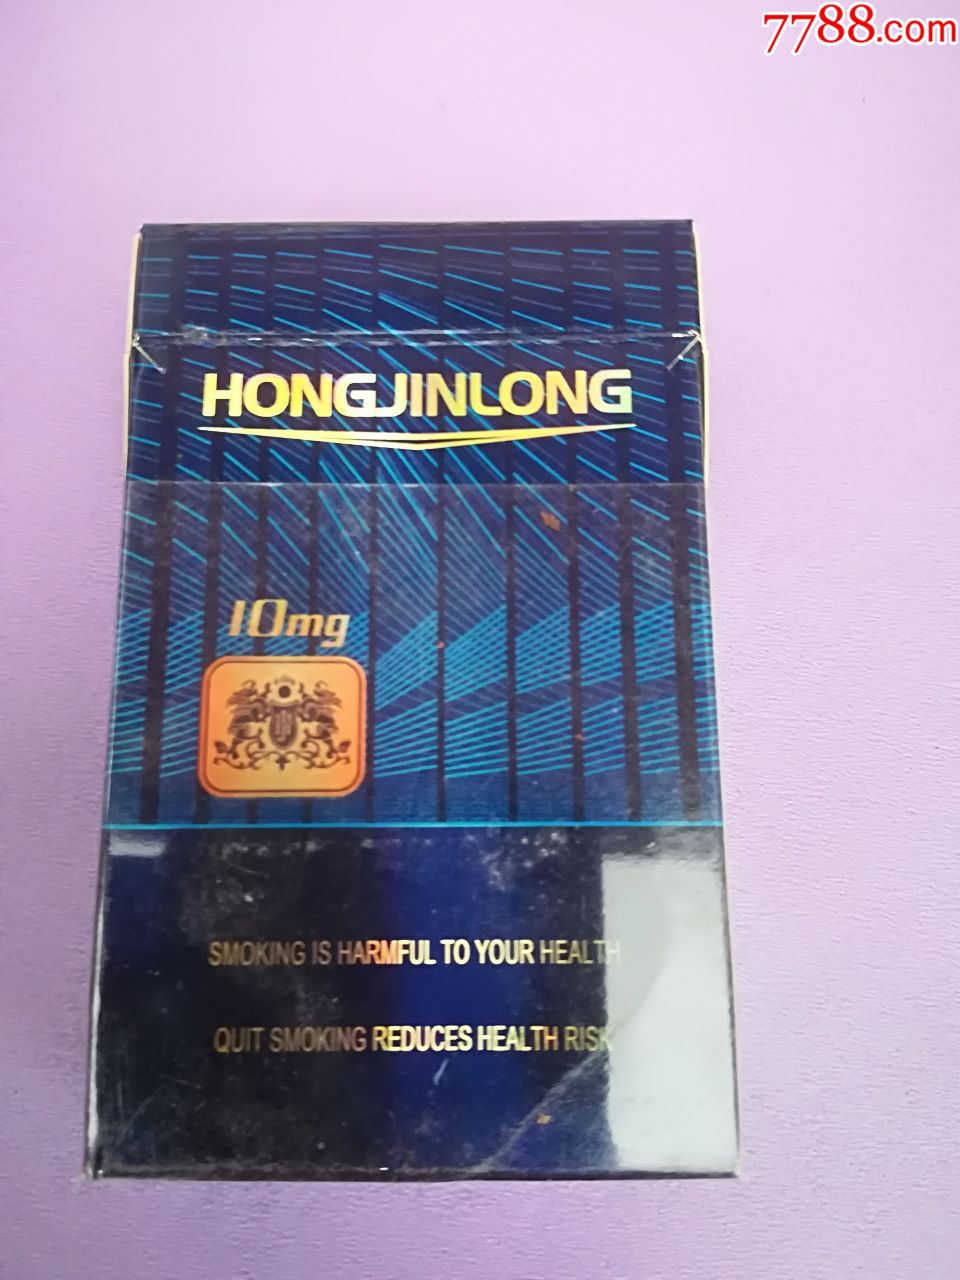 7788.com
HONGJINLONG
10mg
SMOKING IS HARMFUL TO YOUR HEALTH
QUIT SMOKING REDUCES HEALTH RISK